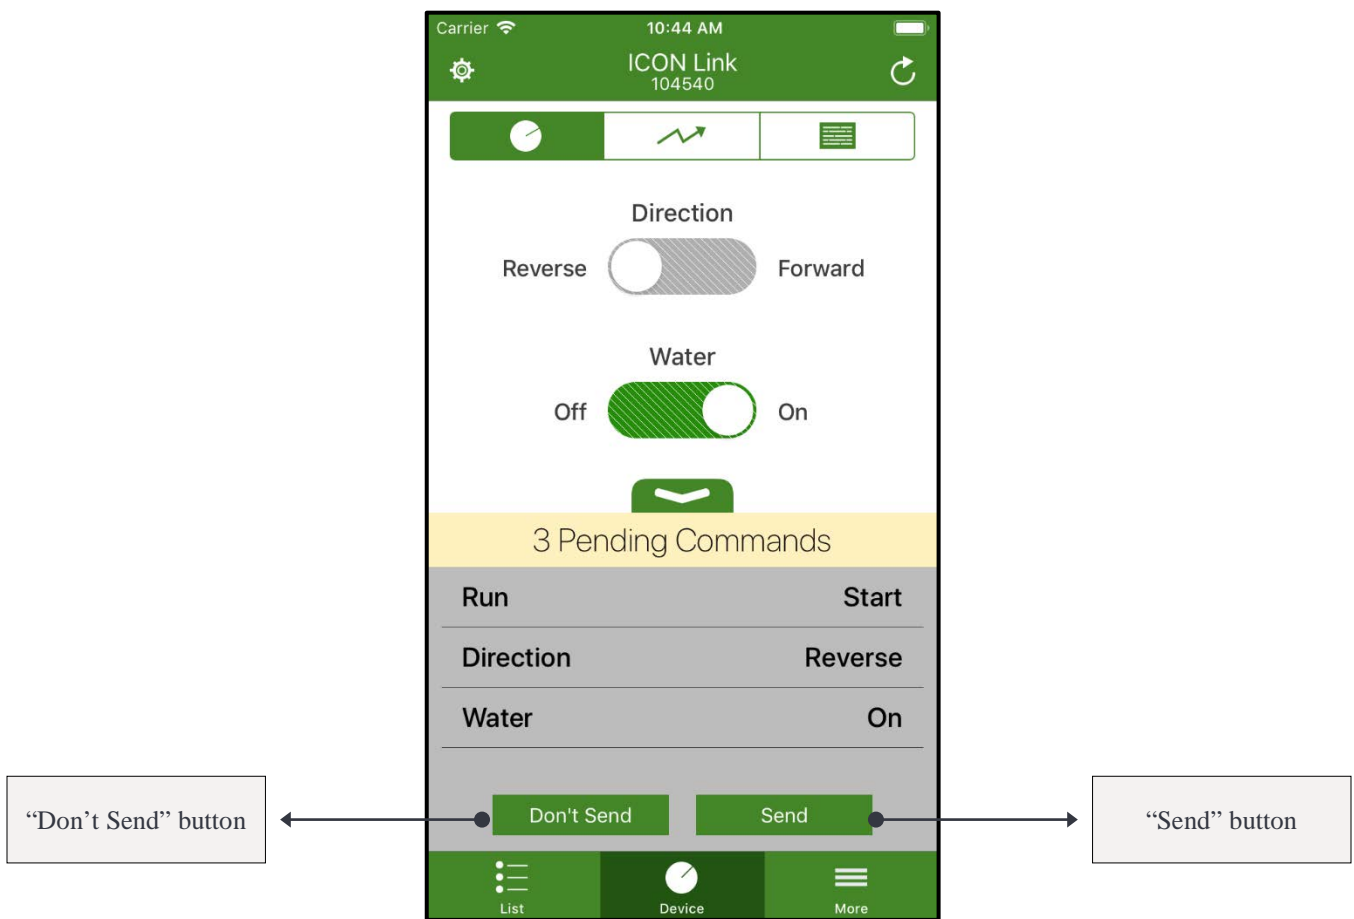 Carrier 10:44 AM
ICON Link
104540
Direction
Reverse Forward
Water
Off On
3 Pending Commands
Run Start
Direction Reverse
Water On
“Don’t Send” button Don't Send Send “Send” button
List Device More